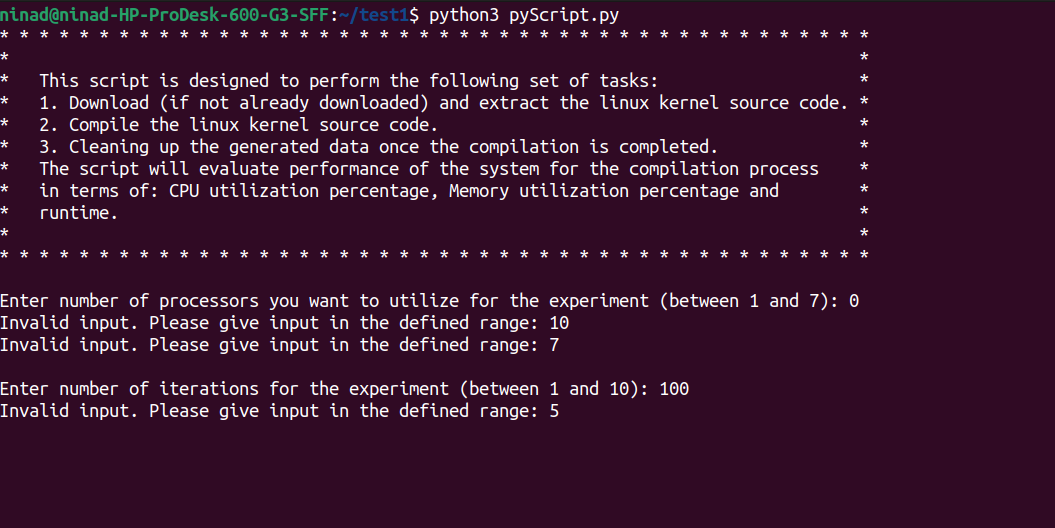 ninad@ninad-HP-ProDesk-600-G3-SFF:~/test1$ python3 pyScript.py
* * * * * * * * * * * * * * * * * * * * * * * * * * * * * * * * * * * * * * * * * * * *
*                                                                                     *
*   This script is designed to perform the following set of tasks:                    *
*   1. Download (if not already downloaded) and extract the linux kernel source code. *
*   2. Compile the linux kernel source code.                                          *
*   3. Cleaning up the generated data once the compilation is completed.              *
*   The script will evaluate performance of the system for the compilation process    *
*   in terms of: CPU utilization percentage, Memory utilization percentage and        *
*   runtime.                                                                          *
*                                                                                     *
* * * * * * * * * * * * * * * * * * * * * * * * * * * * * * * * * * * * * * * * * * * *
Enter number of processors you want to utilize for the experiment (between 1 and 7): 0
Invalid input. Please give input in the defined range: 10
Invalid input. Please give input in the defined range: 7
Enter number of iterations for the experiment (between 1 and 10): 100
Invalid input. Please give input in the defined range: 5